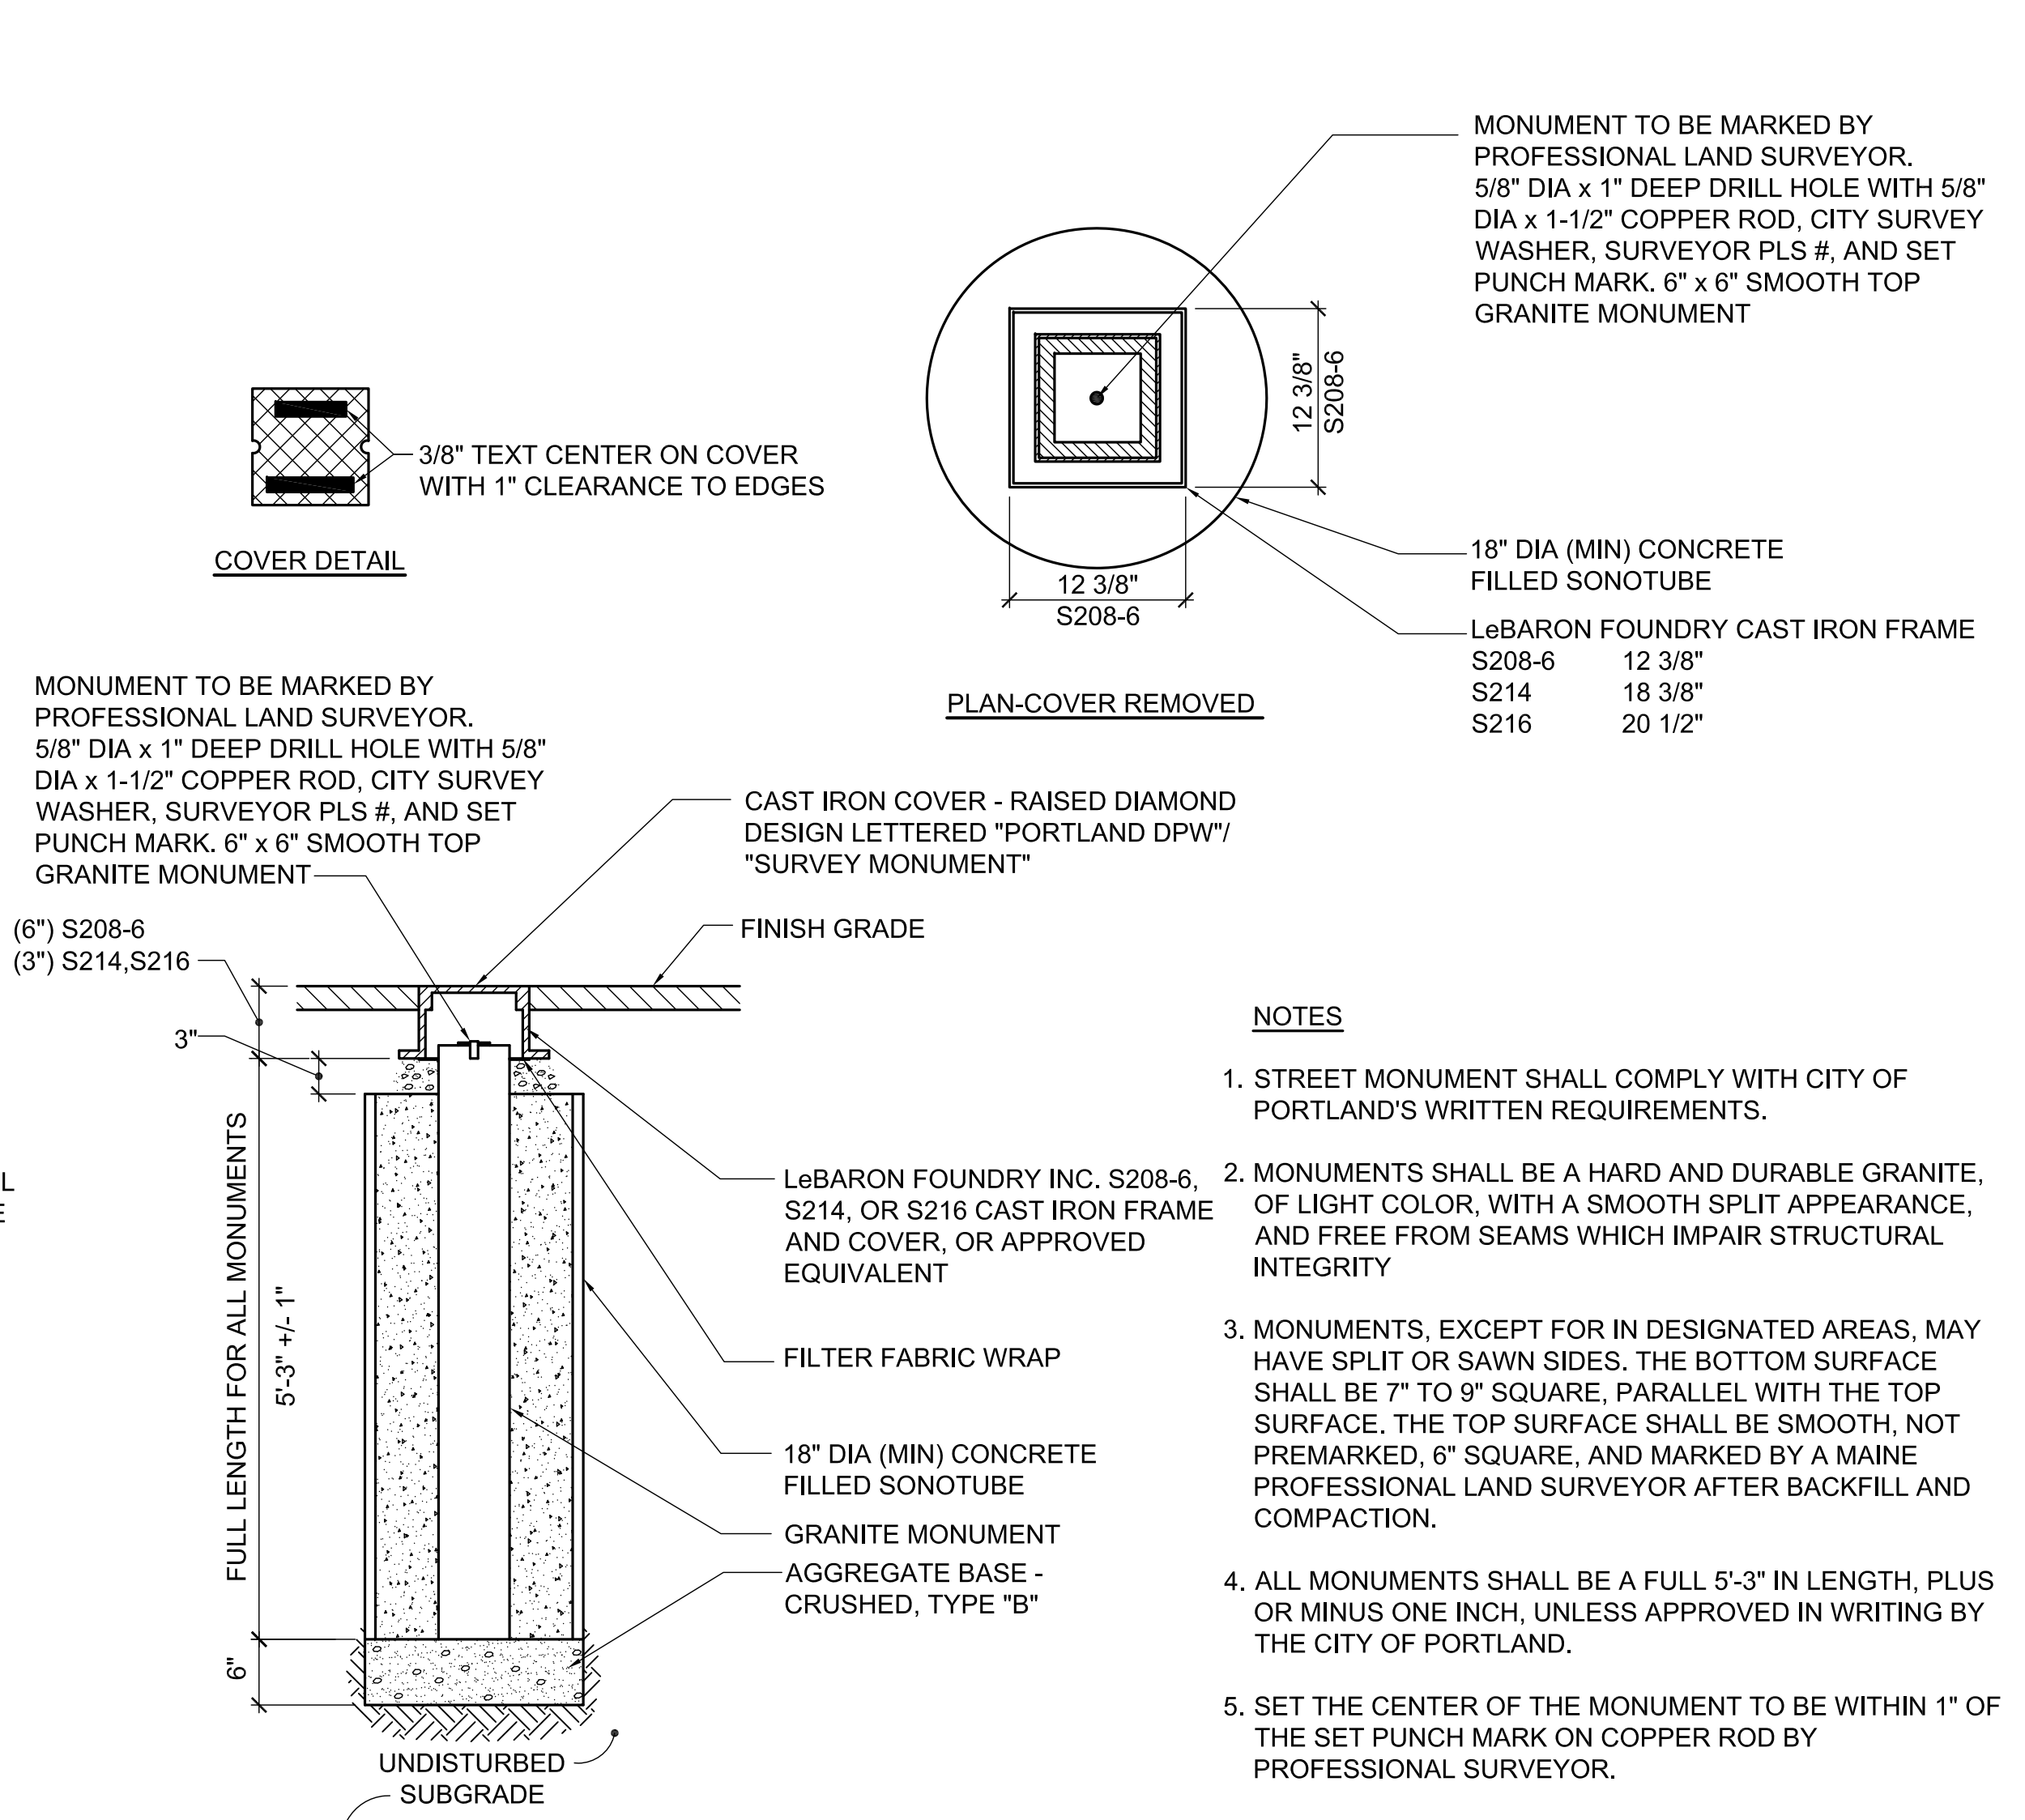 MONUMENT TO BE MARKED BY
PROFESSIONAL LAND SURVEYOR.
5/8" DIA x 1" DEEP DRILL HOLE WITH 5/8"
DIA x 1-1/2" COPPER ROD, CITY SURVEY
WASHER, SURVEYOR PLS #, AND SET
PUNCH MARK. 6" x 6" SMOOTH TOP
GRANITE MONUMENT
12 3/8"
S208-6
12 3/8"
S208-6
3/8" TEXT CENTER ON COVER
WITH 1" CLEARANCE TO EDGES
COVER DETAIL
18" DIA (MIN) CONCRETE
FILLED SONOTUBE
LeBARON FOUNDRY CAST IRON FRAME
S208-6 12 3/8"
S214 18 3/8"
S216 20 1/2"
PLAN-COVER REMOVED
MONUMENT TO BE MARKED BY
PROFESSIONAL LAND SURVEYOR.
5/8" DIA x 1" DEEP DRILL HOLE WITH 5/8"
DIA x 1-1/2" COPPER ROD, CITY SURVEY
WASHER, SURVEYOR PLS #, AND SET
PUNCH MARK. 6" x 6" SMOOTH TOP
GRANITE MONUMENT
CAST IRON COVER - RAISED DIAMOND
DESIGN LETTERED "PORTLAND DPW"/
"SURVEY MONUMENT"
FINISH GRADE
(6") S208-6
(3") S214,S216
3"
FULL LENGTH FOR ALL MONUMENTS
5'-3" +/- 1"
6"
L
E
LeBARON FOUNDRY INC. S208-6,
S214, OR S216 CAST IRON FRAME
AND COVER, OR APPROVED
EQUIVALENT
FILTER FABRIC WRAP
18" DIA (MIN) CONCRETE
FILLED SONOTUBE
GRANITE MONUMENT
AGGREGATE BASE -
CRUSHED, TYPE "B"
UNDISTURBED
SUBGRADE
NOTES
1. STREET MONUMENT SHALL COMPLY WITH CITY OF
PORTLAND'S WRITTEN REQUIREMENTS.
2. MONUMENTS SHALL BE A HARD AND DURABLE GRANITE,
OF LIGHT COLOR, WITH A SMOOTH SPLIT APPEARANCE,
AND FREE FROM SEAMS WHICH IMPAIR STRUCTURAL
INTEGRITY
3. MONUMENTS, EXCEPT FOR IN DESIGNATED AREAS, MAY
HAVE SPLIT OR SAWN SIDES. THE BOTTOM SURFACE
SHALL BE 7" TO 9" SQUARE, PARALLEL WITH THE TOP
SURFACE. THE TOP SURFACE SHALL BE SMOOTH, NOT
PREMARKED, 6" SQUARE, AND MARKED BY A MAINE
PROFESSIONAL LAND SURVEYOR AFTER BACKFILL AND
COMPACTION.
4. ALL MONUMENTS SHALL BE A FULL 5'-3" IN LENGTH, PLUS
OR MINUS ONE INCH, UNLESS APPROVED IN WRITING BY
THE CITY OF PORTLAND.
5. SET THE CENTER OF THE MONUMENT TO BE WITHIN 1" OF
THE SET PUNCH MARK ON COPPER ROD BY
PROFESSIONAL SURVEYOR.